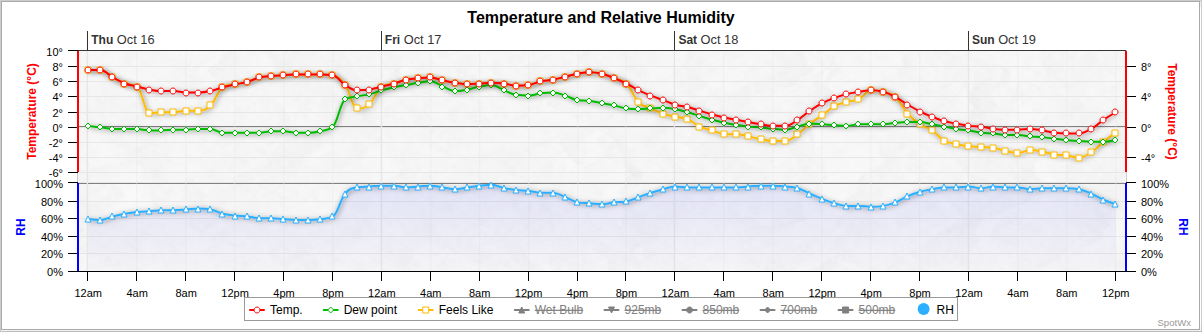 Temperature and Relative Humidity
Thu Oct 16 Fri Oct 17 Sat Oct 18 Sun Oct 19
10°
8° 8°
6°
4° 4°
2°
0° 0°
-2°
-4° -4°
-6°
Temperature (°C) Temperature (°C)
100% 100%
80% 80%
60% 60%
40% 40%
20% 20%
0% 0%
RH RH
12am 4am 8am 12pm 4pm 8pm 12am 4am 8am 12pm 4pm 8pm 12am 4am 8am 12pm 4pm 8pm 12am 4am 8am 12pm
Temp. Dew point Feels Like Wet Bulb 925mb 850mb 700mb 500mb RH
SpotWx